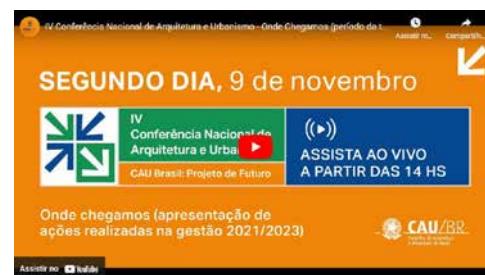 IV Conferência Nacional de Arquitetura e Urbanismo - Onde Chegamos (período da t...
Assistir m...
Compartilh...
SEGUNDO DIA, 9 de novembro
IV
Conferência Nacional de
Arquitetura e Urba
CAU Brasil: Projeto de Futuro
ASSISTA AO VIVO
A PARTIR DAS 14 HS
Onde chegamos (apresentação de
ações realizadas na gestão 2021/2023)
CAU/BR
Assistir no YouTube